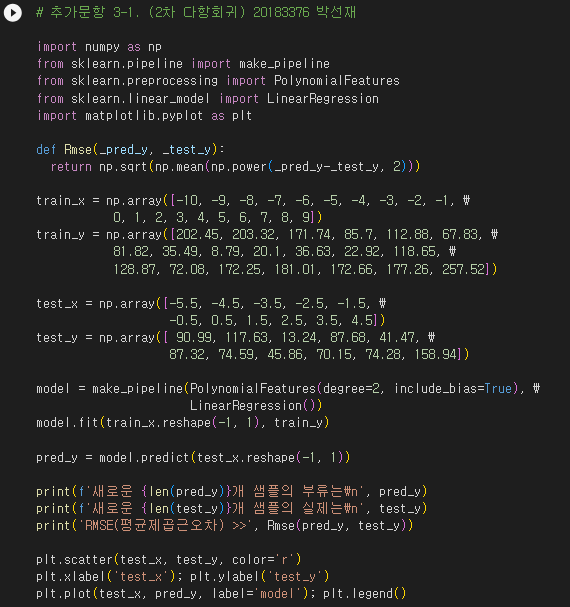 # 추가문항 3-1. (2차 다항회귀) 20183376 박선재
import numpy as np
from sklearn.pipeline import make_pipeline
from sklearn.preprocessing import PolynomialFeatures
from sklearn.linear_model import LinearRegression
import matplotlib.pyplot as plt
def Rmse(_pred_y, _test_y):
  return np.sqrt(np.mean(np.power(_pred_y-_test_y, 2)))
train_x = np.array([-10, -9, -8, -7, -6, -5, -4, -3, -2, -1, ₩
          0, 1, 2, 3, 4, 5, 6, 7, 8, 9])
train_y = np.array([202.45, 203.32, 171.74, 85.7, 112.88, 67.83, ₩
          81.82, 35.49, 8.79, 20.1, 36.63, 22.92, 118.65, ₩
          128.87, 72.08, 172.25, 181.01, 172.66, 177.26, 257.52])
test_x = np.array([-5.5, -4.5, -3.5, -2.5, -1.5, ₩
          -0.5, 0.5, 1.5, 2.5, 3.5, 4.5])
test_y = np.array([ 90.99, 117.63, 13.24, 87.68, 41.47, ₩
          87.32, 74.59, 45.86, 70.15, 74.28, 158.94])
model = make_pipeline(PolynomialFeatures(degree=2, include_bias=True), ₩
                    LinearRegression())
model.fit(train_x.reshape(-1, 1), train_y)
pred_y = model.predict(test_x.reshape(-1, 1))
print(f'새로운 {len(pred_y)}개 샘플의 부류는₩n', pred_y)
print(f'새로운 {len(test_y)}개 샘플의 실제는₩n', test_y)
print('RMSE(평균제곱근오차) >>', Rmse(pred_y, test_y))
plt.scatter(test_x, test_y, color='r')
plt.xlabel('test_x'); plt.ylabel('test_y')
plt.plot(test_x, pred_y, label='model'); plt.legend()